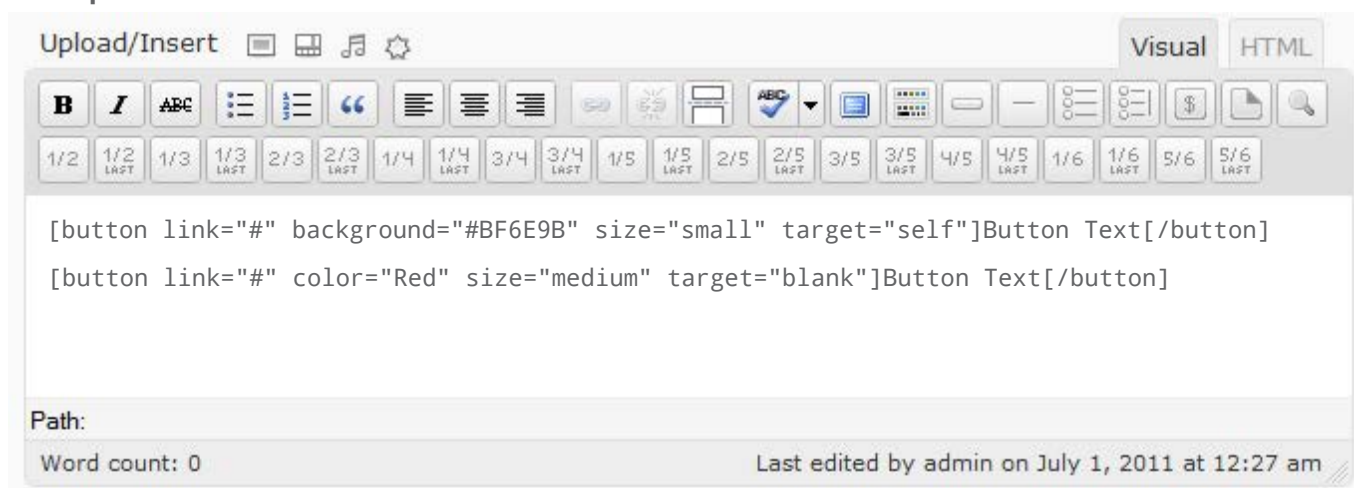 Upload/Insert
Visual HTML
B I ABC ABC $
1/2 1/2 LAST 1/3 1/3 LAST 2/3 2/3 LAST 1/4 1/4 LAST 3/4 3/4 LAST 1/5 1/5 LAST 2/5 2/5 LAST 3/5 3/5 LAST 4/5 4/5 LAST 1/6 1/6 LAST 5/6 5/6 LAST
[button link="#" background="#BF6E9B" size="small" target="self"]Button Text[/button]
[button link="#" color="Red" size="medium" target="blank"]Button Text[/button]
Path:
Word count: 0
Last edited by admin on July 1, 2011 at 12:27 am